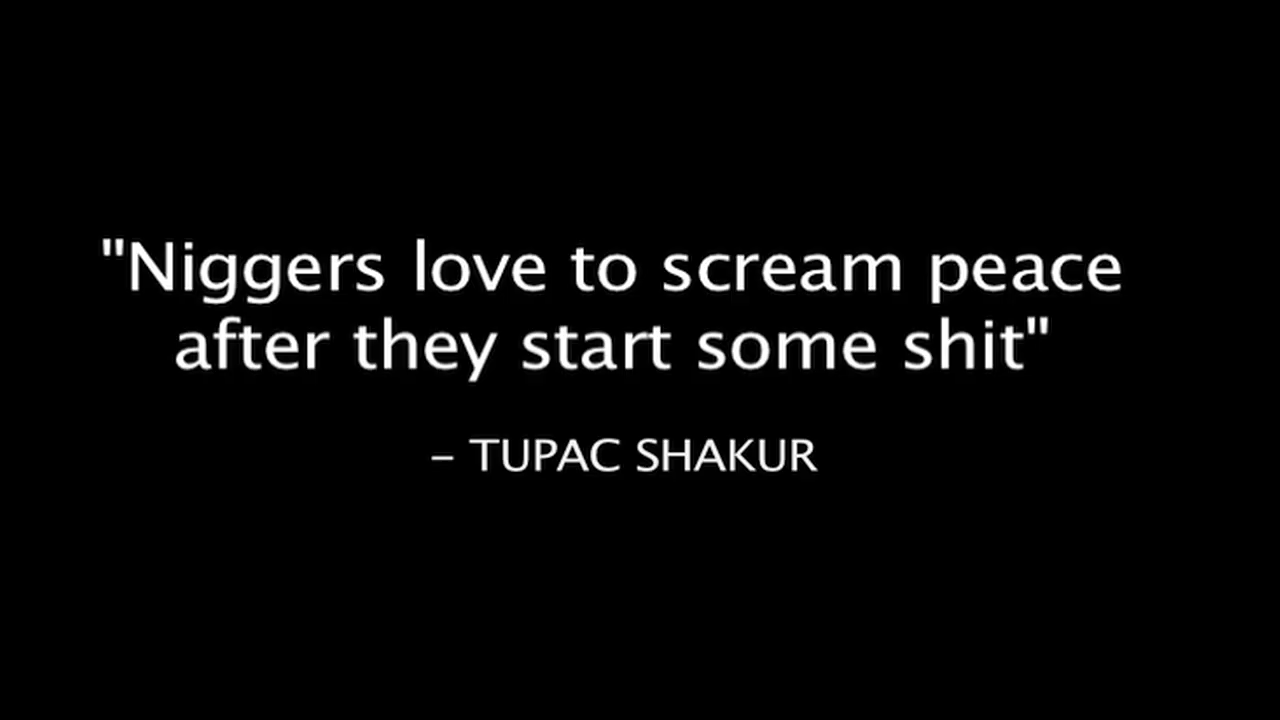 "Niggers love to scream peace
after they start some shit"
– TUPAC SHAKUR